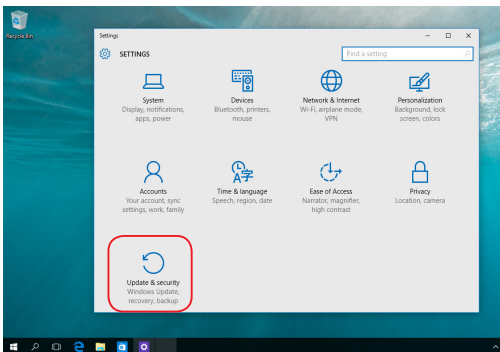 Recycle Bin
Settings
SETTINGS
Find a setting
System
Display, notifications,
apps, power
Devices
Bluetooth, printers,
mouse
Network & Internet
Wi-Fi, airplane mode,
VPN
Personalization
Background, lock
screen, colors
Accounts
Your account, sync
settings, work, family
Time & language
Speech, region, date
Ease of Access
Narrator, magnifier,
high contrast
Privacy
Location, camera
Update & security
Windows Update,
recovery, backup